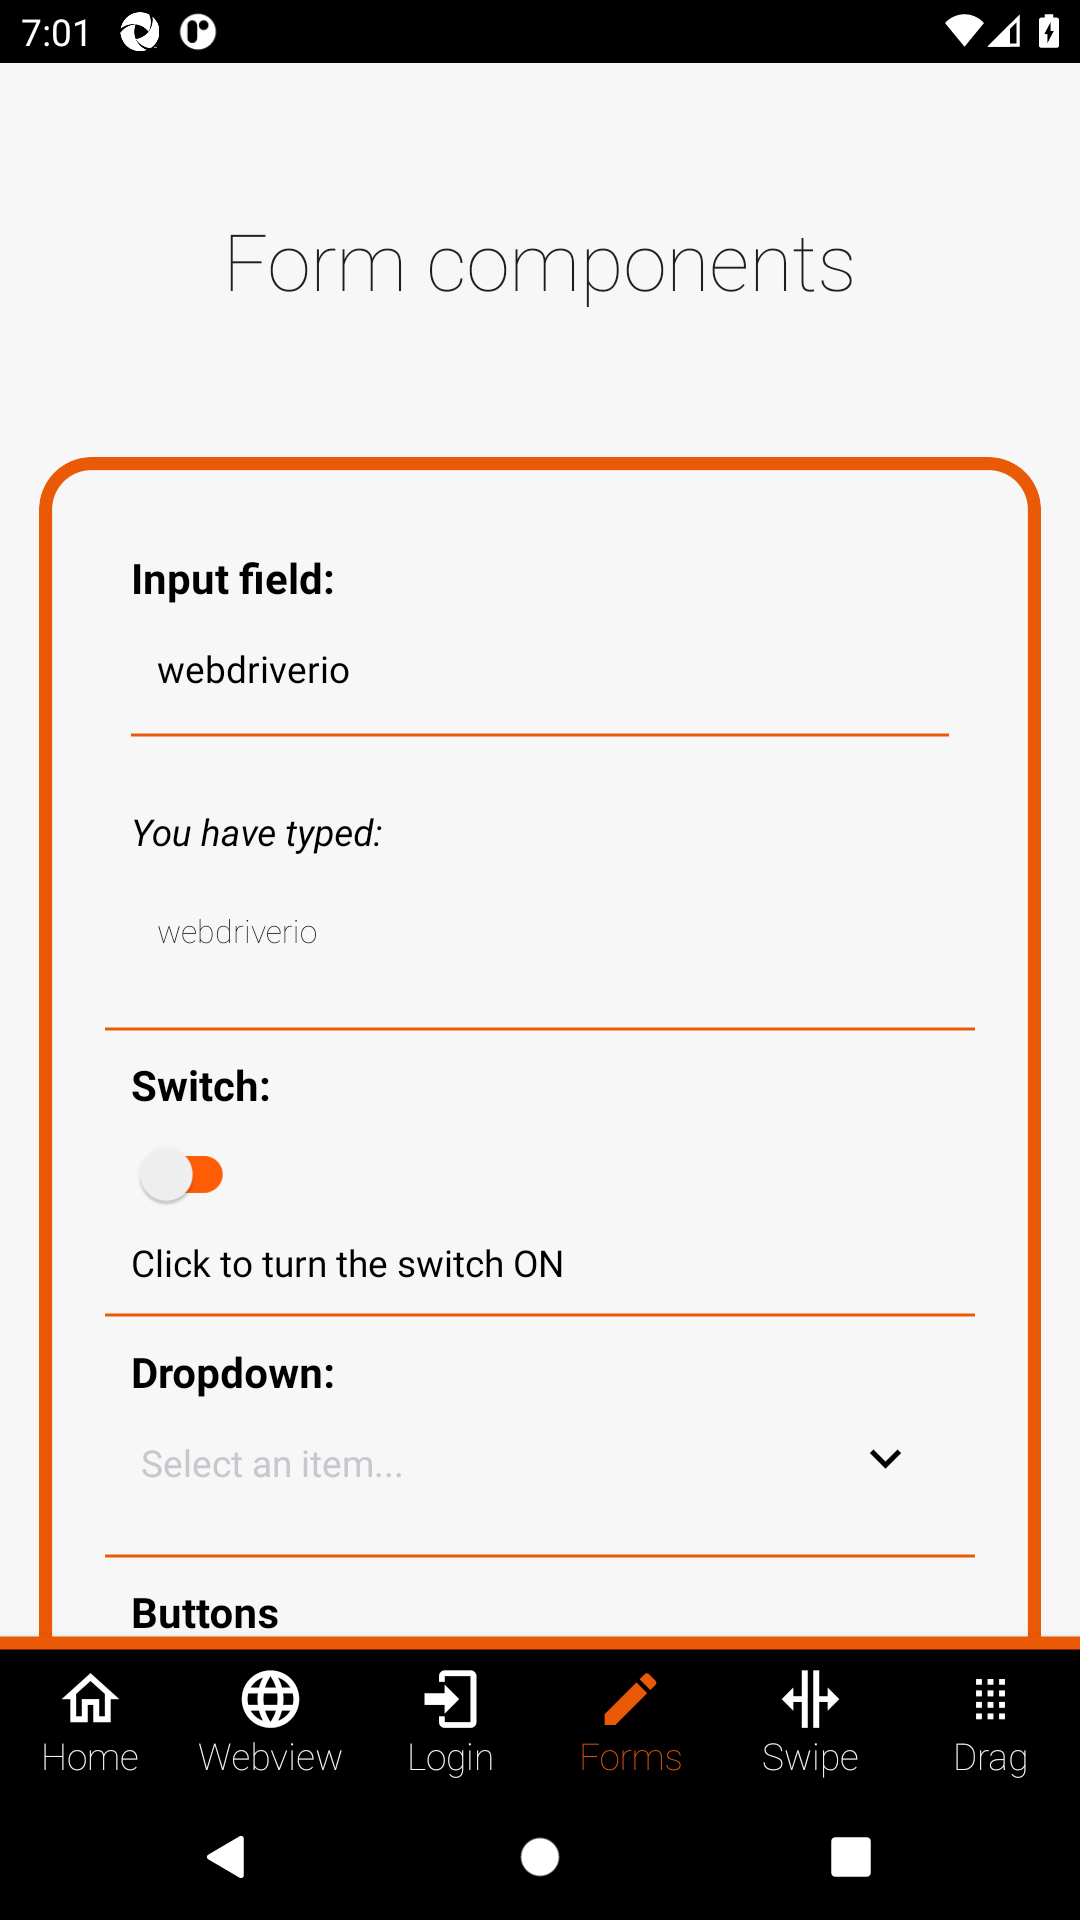 7:01
Form components
Input field:
webdriverio
You have typed:
webdriverio
Switch:
Click to turn the switch ON
Dropdown:
Select an item...
Buttons
Home Webview Login Forms Swipe Drag